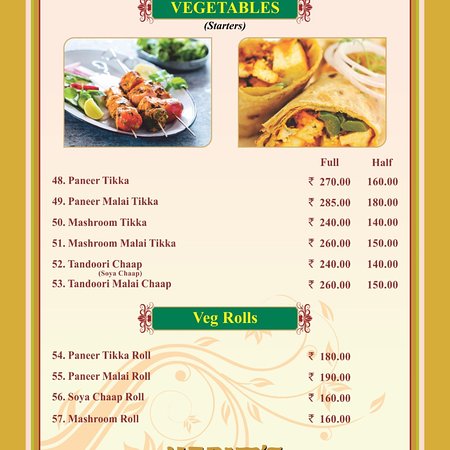 VEGETABLES
(Starters)
Full Half
48. Paneer Tikka ₹ 270.00 160.00
49. Paneer Malai Tikka ₹ 285.00 180.00
50. Mashroom Tikka ₹ 240.00 140.00
51. Mashroom Malai Tikka ₹ 260.00 150.00
52. Tandoori Chaap ₹ 240.00 140.00
(Soya Chaap)
53. Tandoori Malai Chaap ₹ 260.00 150.00
Veg Rolls
54. Paneer Tikka Roll ₹ 180.00
55. Paneer Malai Roll ₹ 190.00
56. Soya Chaap Roll ₹ 160.00
57. Mashroom Roll ₹ 160.00